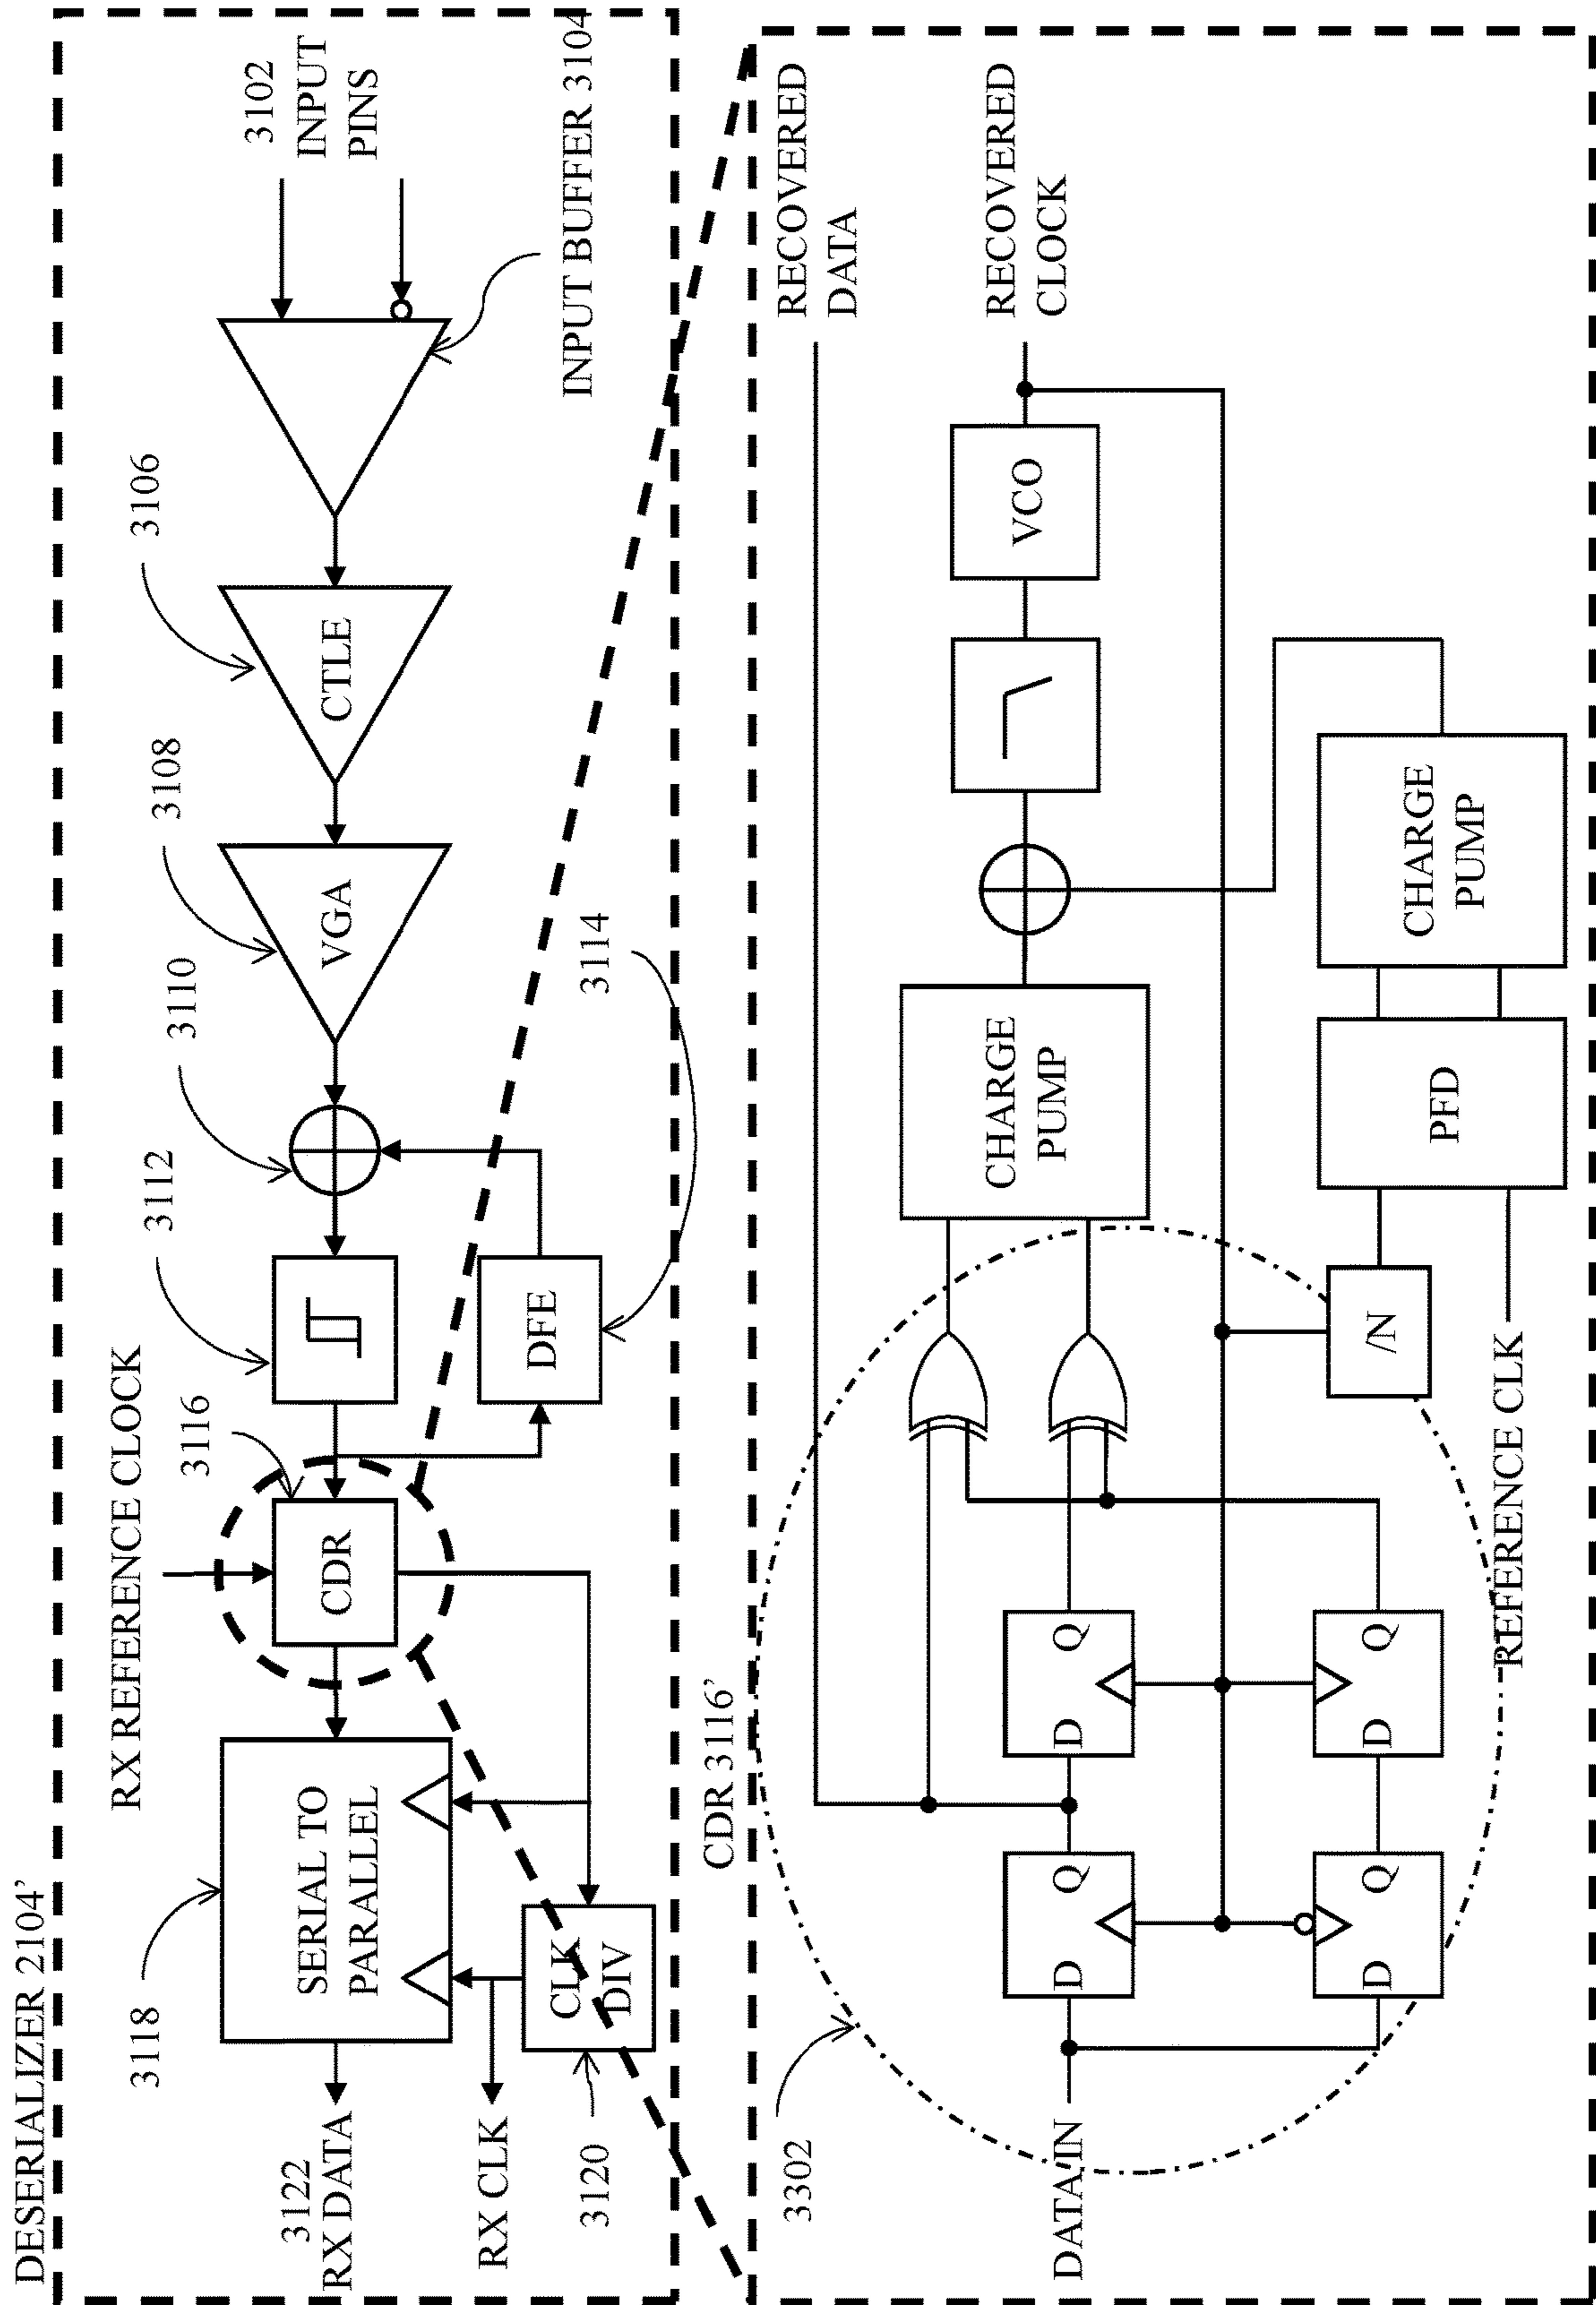 DESERIALIZER 2104'
3122
RX DATA
RX CLK
3118
SERIAL TO
PARALLEL
CLK
DIV
3120
RX REFERENCE CLOCK
3116
CDR
3112
DFE
3114
3110
3108
VGA
3106
CTLE
3102
INPUT
PINS
INPUT BUFFER 3104
CDR 3116'
3302
DATA IN
D
Q
D
Q
D
Q
D
Q
/N
REFERENCE CLK
PFD
CHARGE
PUMP
CHARGE
PUMP
VCO
RECOVERED
DATA
RECOVERED
CLOCK